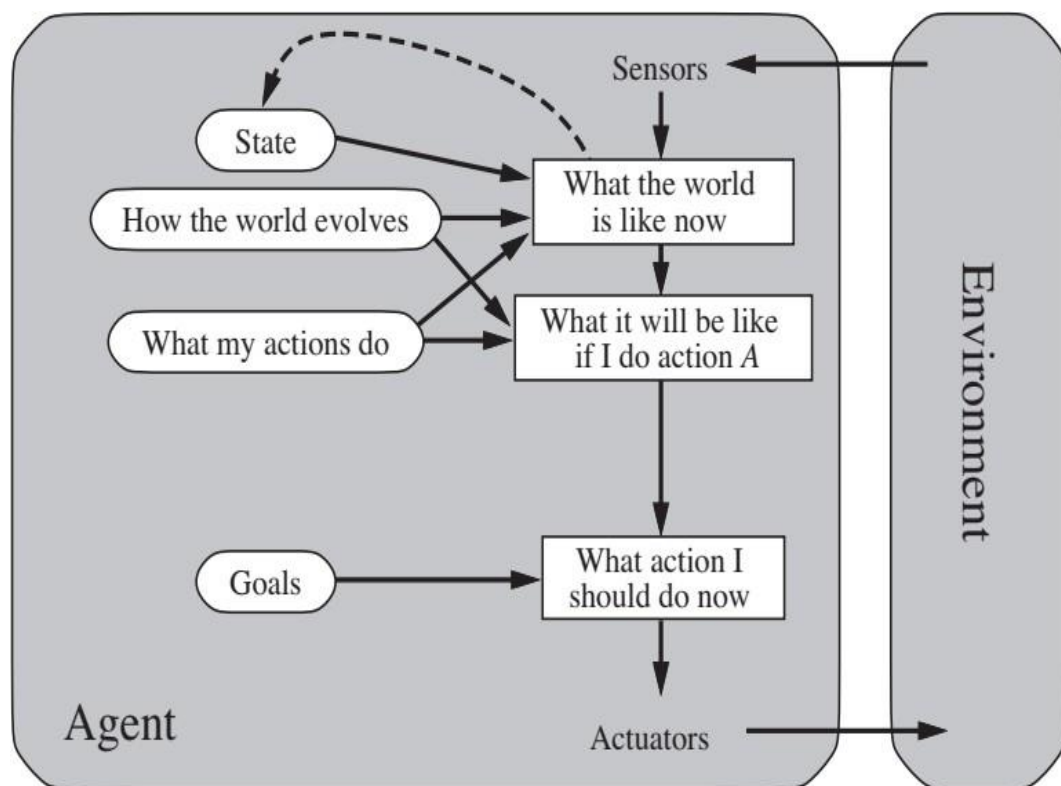 Sensors
State
What the world
is like now
How the world evolves
What my actions do
What it will be like
if I do action A
Environment
Goals
What action I
should do now
Agent
Actuators